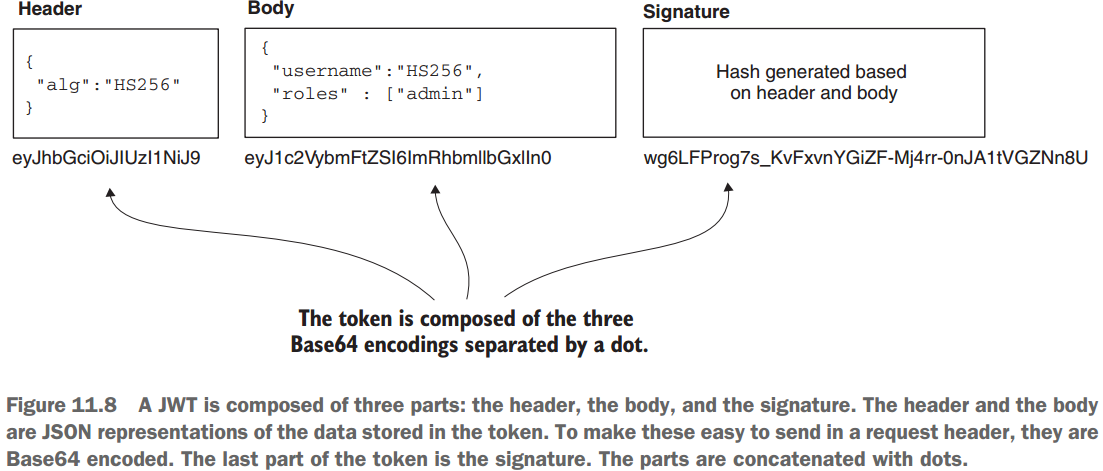 Header
Body
Signature
{
"alg":"HS256"
}
{
"username":"HS256",
"roles" : ["admin"]
}
Hash generated based
on header and body
eyJhbGciOiJIUzI1NiJ9
eyJ1c2VybmFtZSI6ImRhbmllbGxlIn0
wg6LFProg7s_KvFxvnYGiZF-Mj4rr-0nJA1tVGZNn8U
The token is composed of the three
Base64 encodings separated by a dot.
Figure 11.8 A JWT is composed of three parts: the header, the body, and the signature. The header and the body
are JSON representations of the data stored in the token. To make these easy to send in a request header, they are
Base64 encoded. The last part of the token is the signature. The parts are concatenated with dots.